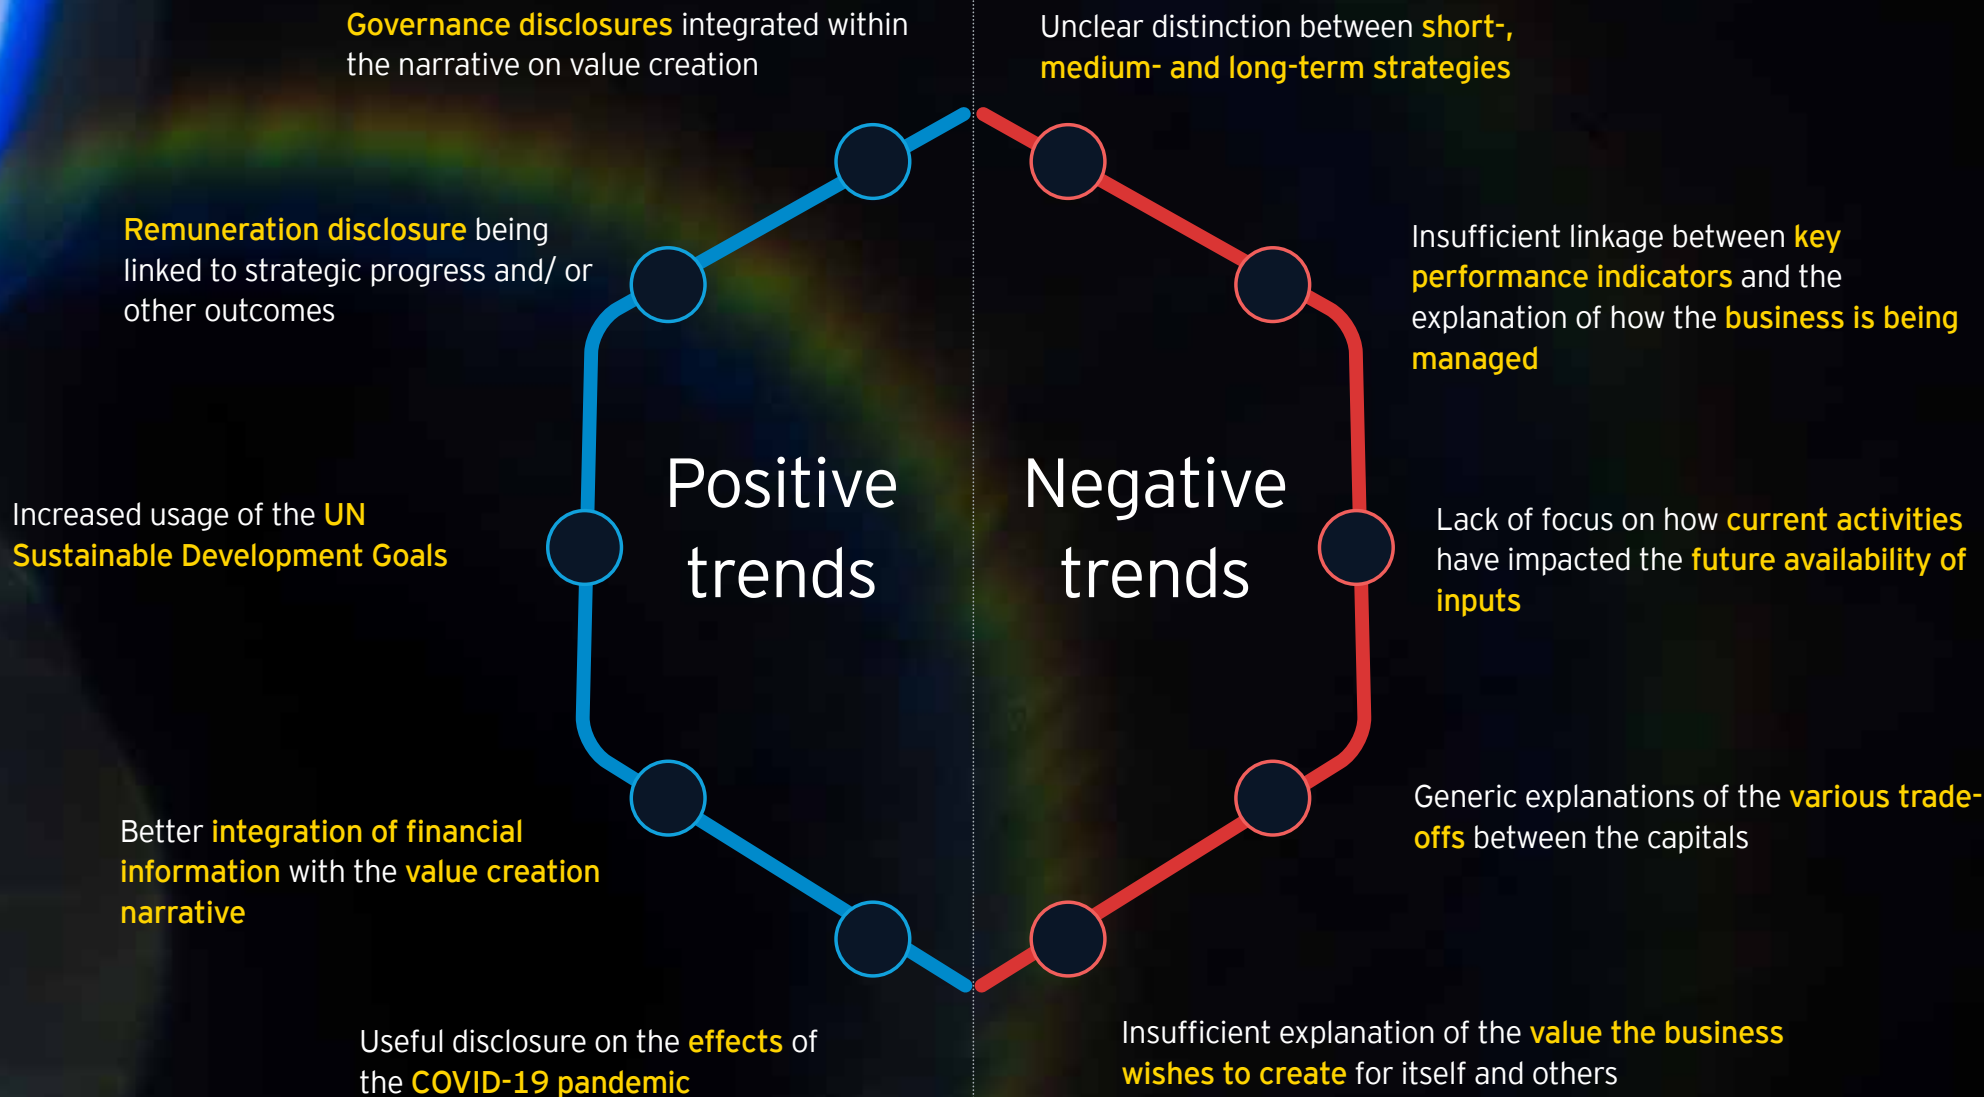 Governance disclosures integrated within
the narrative on value creation
Remuneration disclosure being
linked to strategic progress and/ or
other outcomes
Increased usage of the UN
Sustainable Development Goals
Better integration of financial
information with the value creation
narrative
Useful disclosure on the effects of
the COVID-19 pandemic
Positive
trends
Negative
trends
Unclear distinction between short-,
medium- and long-term strategies
Insufficient linkage between key
performance indicators and the
explanation of how the business is being
managed
Lack of focus on how current activities
have impacted the future availability of
inputs
Generic explanations of the various trade-
offs between the capitals
Insufficient explanation of the value the business
wishes to create for itself and others